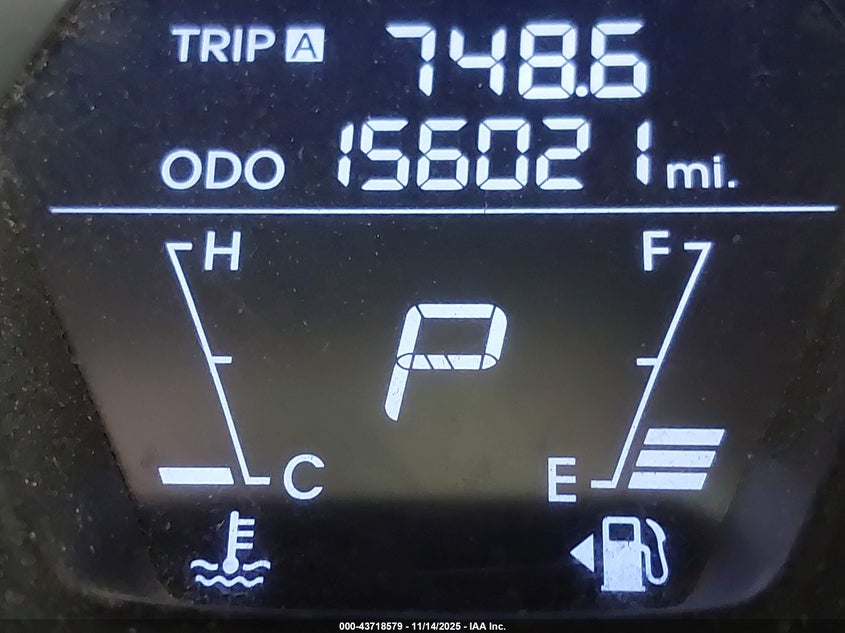 TRIP A 748.6
ODO 156021 mi.
H F
P
C E
000-43718579 - 11/14/2025 - IAA Inc.